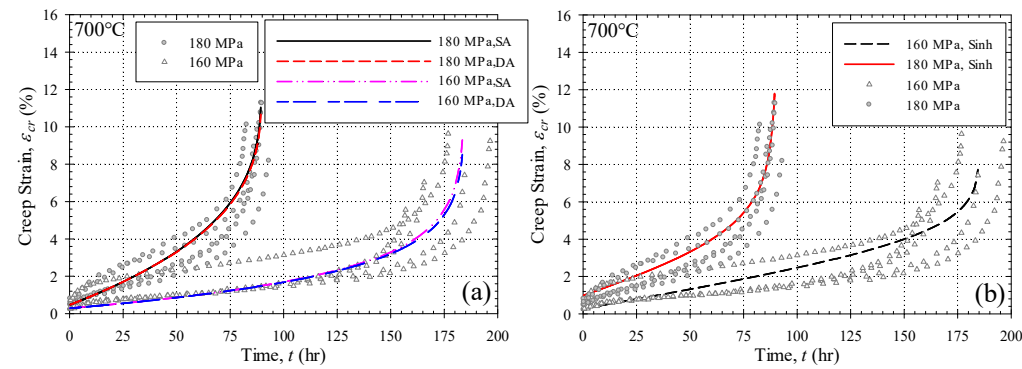 700°C
180 MPa
160 MPa
180 MPa,SA
180 MPa,DA
160 MPa,SA
160 MPa,DA
16
14
12
10
8
6
4
2
0
Creep Strain, εcr (%)
0 25 50 75 100 125 150 175 200
Time, t (hr)
(a)
700°C
160 MPa, Sinh
180 MPa, Sinh
160 MPa
180 MPa
16
14
12
10
8
6
4
2
0
Creep Strain, εcr (%)
0 25 50 75 100 125 150 175 200
Time, t (hr)
(b)